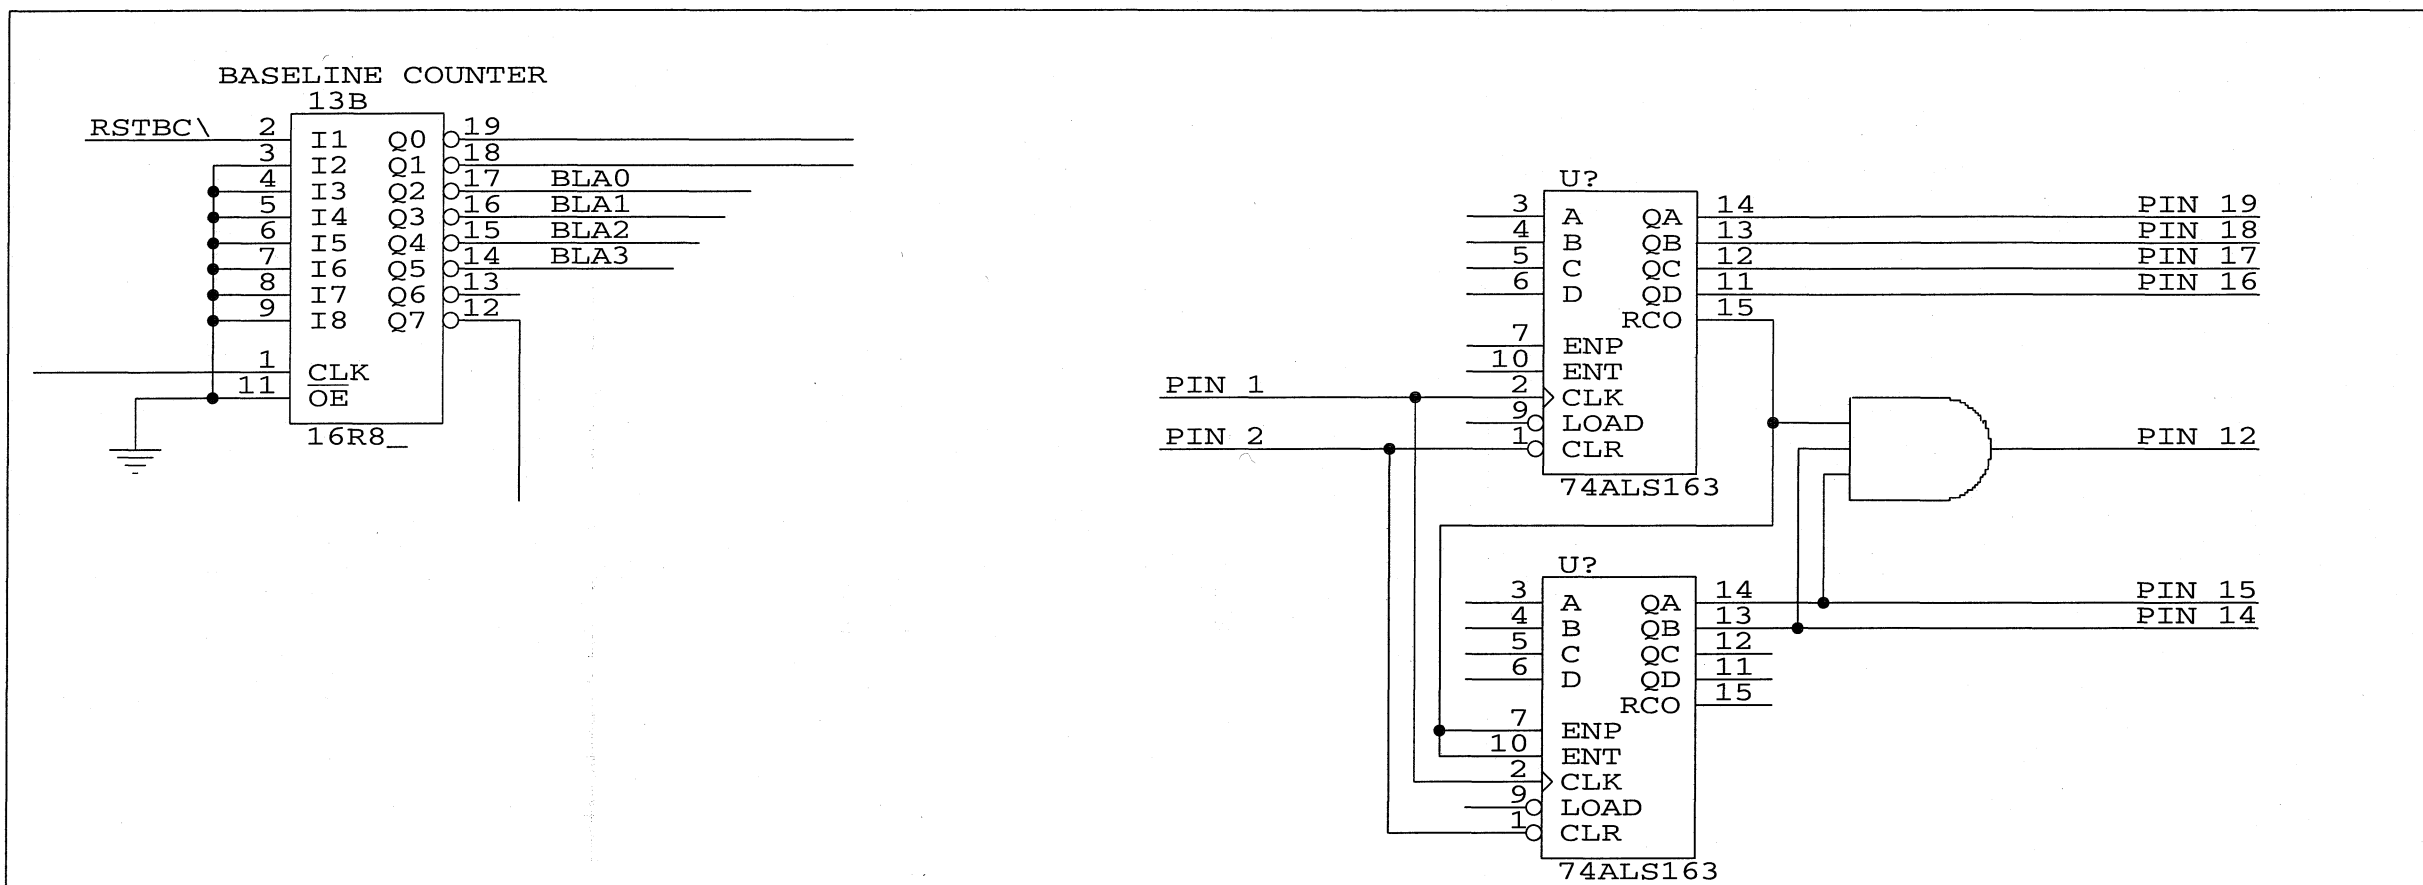 BASELINE COUNTER
13B
RSTBC\ 2 I1 Q0 19
3 I2 Q1 18
4 I3 Q2 17 BLA0
5 I4 Q3 16 BLA1
6 I5 Q4 15 BLA2
7 I6 Q5 14 BLA3
8 I7 Q6 13
9 I8 Q7 12
1 CLK
11 OE
16R8_
U?
3 A QA 14 PIN 19
4 B QB 13 PIN 18
5 C QC 12 PIN 17
6 D QD 11 PIN 16
RCO 15
7 ENP
10 ENT
PIN 1 2 CLK
9 LOAD
PIN 2 1 CLR
PIN 12
74ALS163
U?
3 A QA 14 PIN 15
4 B QB 13 PIN 14
5 C QC 12
6 D QD 11
RCO 15
7 ENP
10 ENT
2 CLK
9 LOAD
1 CLR
74ALS163